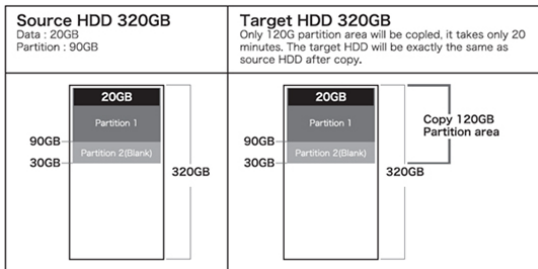 Source HDD 320GB
Data : 20GB
Partition : 90GB
Target HDD 320GB
Only 120G partition area will be copled, it takes only 20
minutes. The target HDD will be exactly the same as
source HDD after copy.
20GB
Partition 1
90GB
Partition 2(Blank)
30GB
320GB
20GB
Partition 1
90GB
Partition 2(Blank)
30GB
320GB
Copy 120GB
Partition area